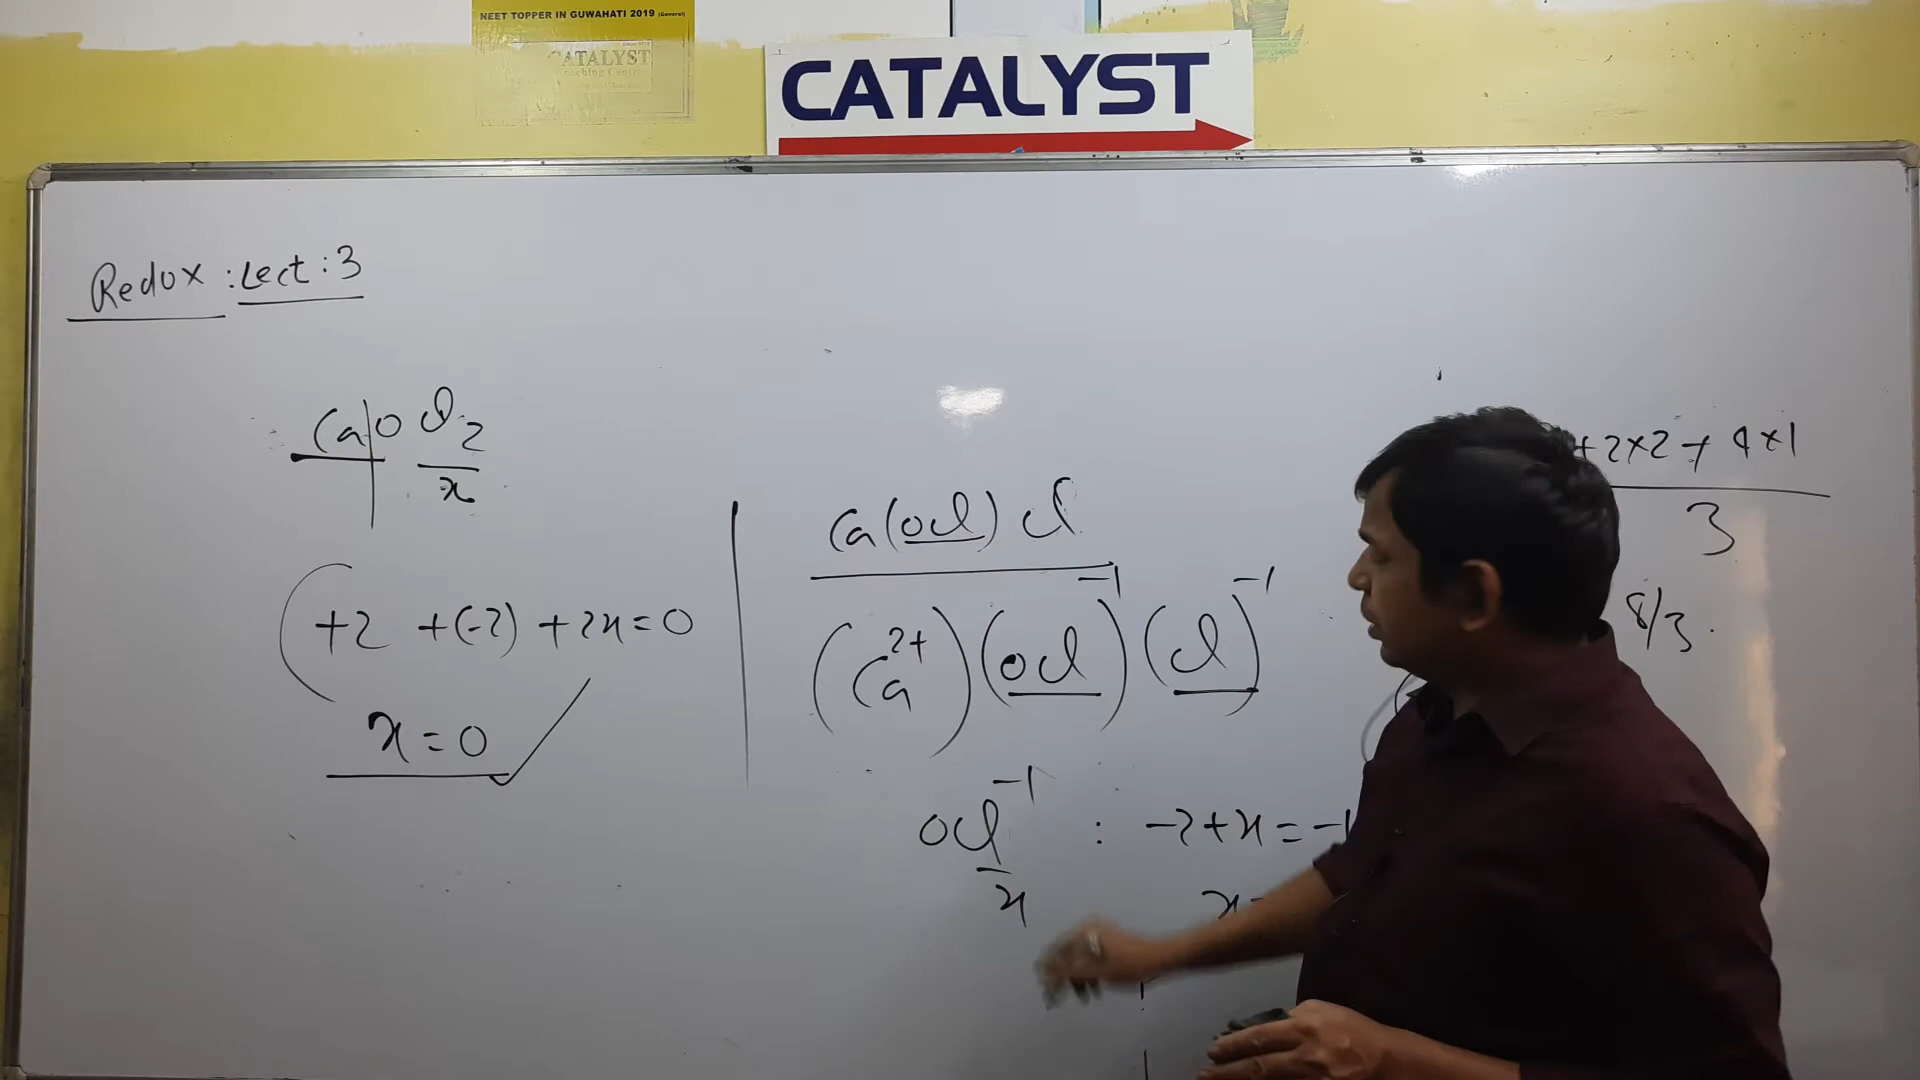 NEET TOPPER IN GUWAHATI 2019 (General)
CATALYST
CATALYST
Redox : Lect : 3
CaOCl₂
x
+2 +(-2) +2x=0
x=0
Ca(OCl)Cl
(Ca²⁺)(OCl)⁻¹(Cl)⁻¹
OCl⁻¹ : -2+x=-1
x x=
+2×2+4×1
3
8/3.